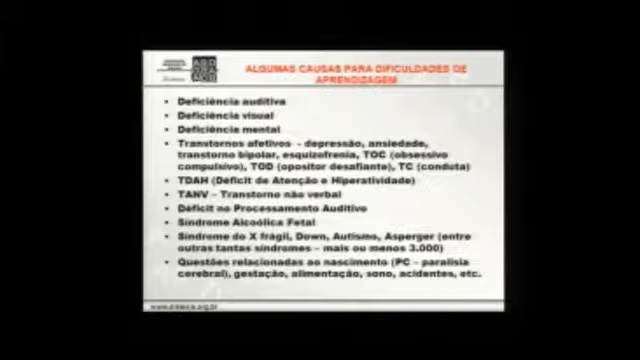 ALGUMAS CAUSAS PARA DIFICULDADES DE
APRENDIZAGEM
• Deficiência auditiva
• Deficiência visual
• Deficiência mental
• Transtornos afetivos - depressão, ansiedade,
transtorno bipolar, esquizofrenia, TOC (obsessivo
compulsivo), TOD (opositor desafiante), TC (conduta)
• TDAH (Déficit de Atenção e Hiperatividade)
• TANV – Transtorno não verbal
• Déficit no Processamento Auditivo
• Síndrome Alcoólica Fetal
• Síndrome do X frágil, Down, Autismo, Asperger (entre
outras tantas síndromes – mais ou menos 3.000)
• Questões relacionadas ao nascimento (PC – paralisia
cerebral), gestação, alimentação, sono, acidentes, etc.